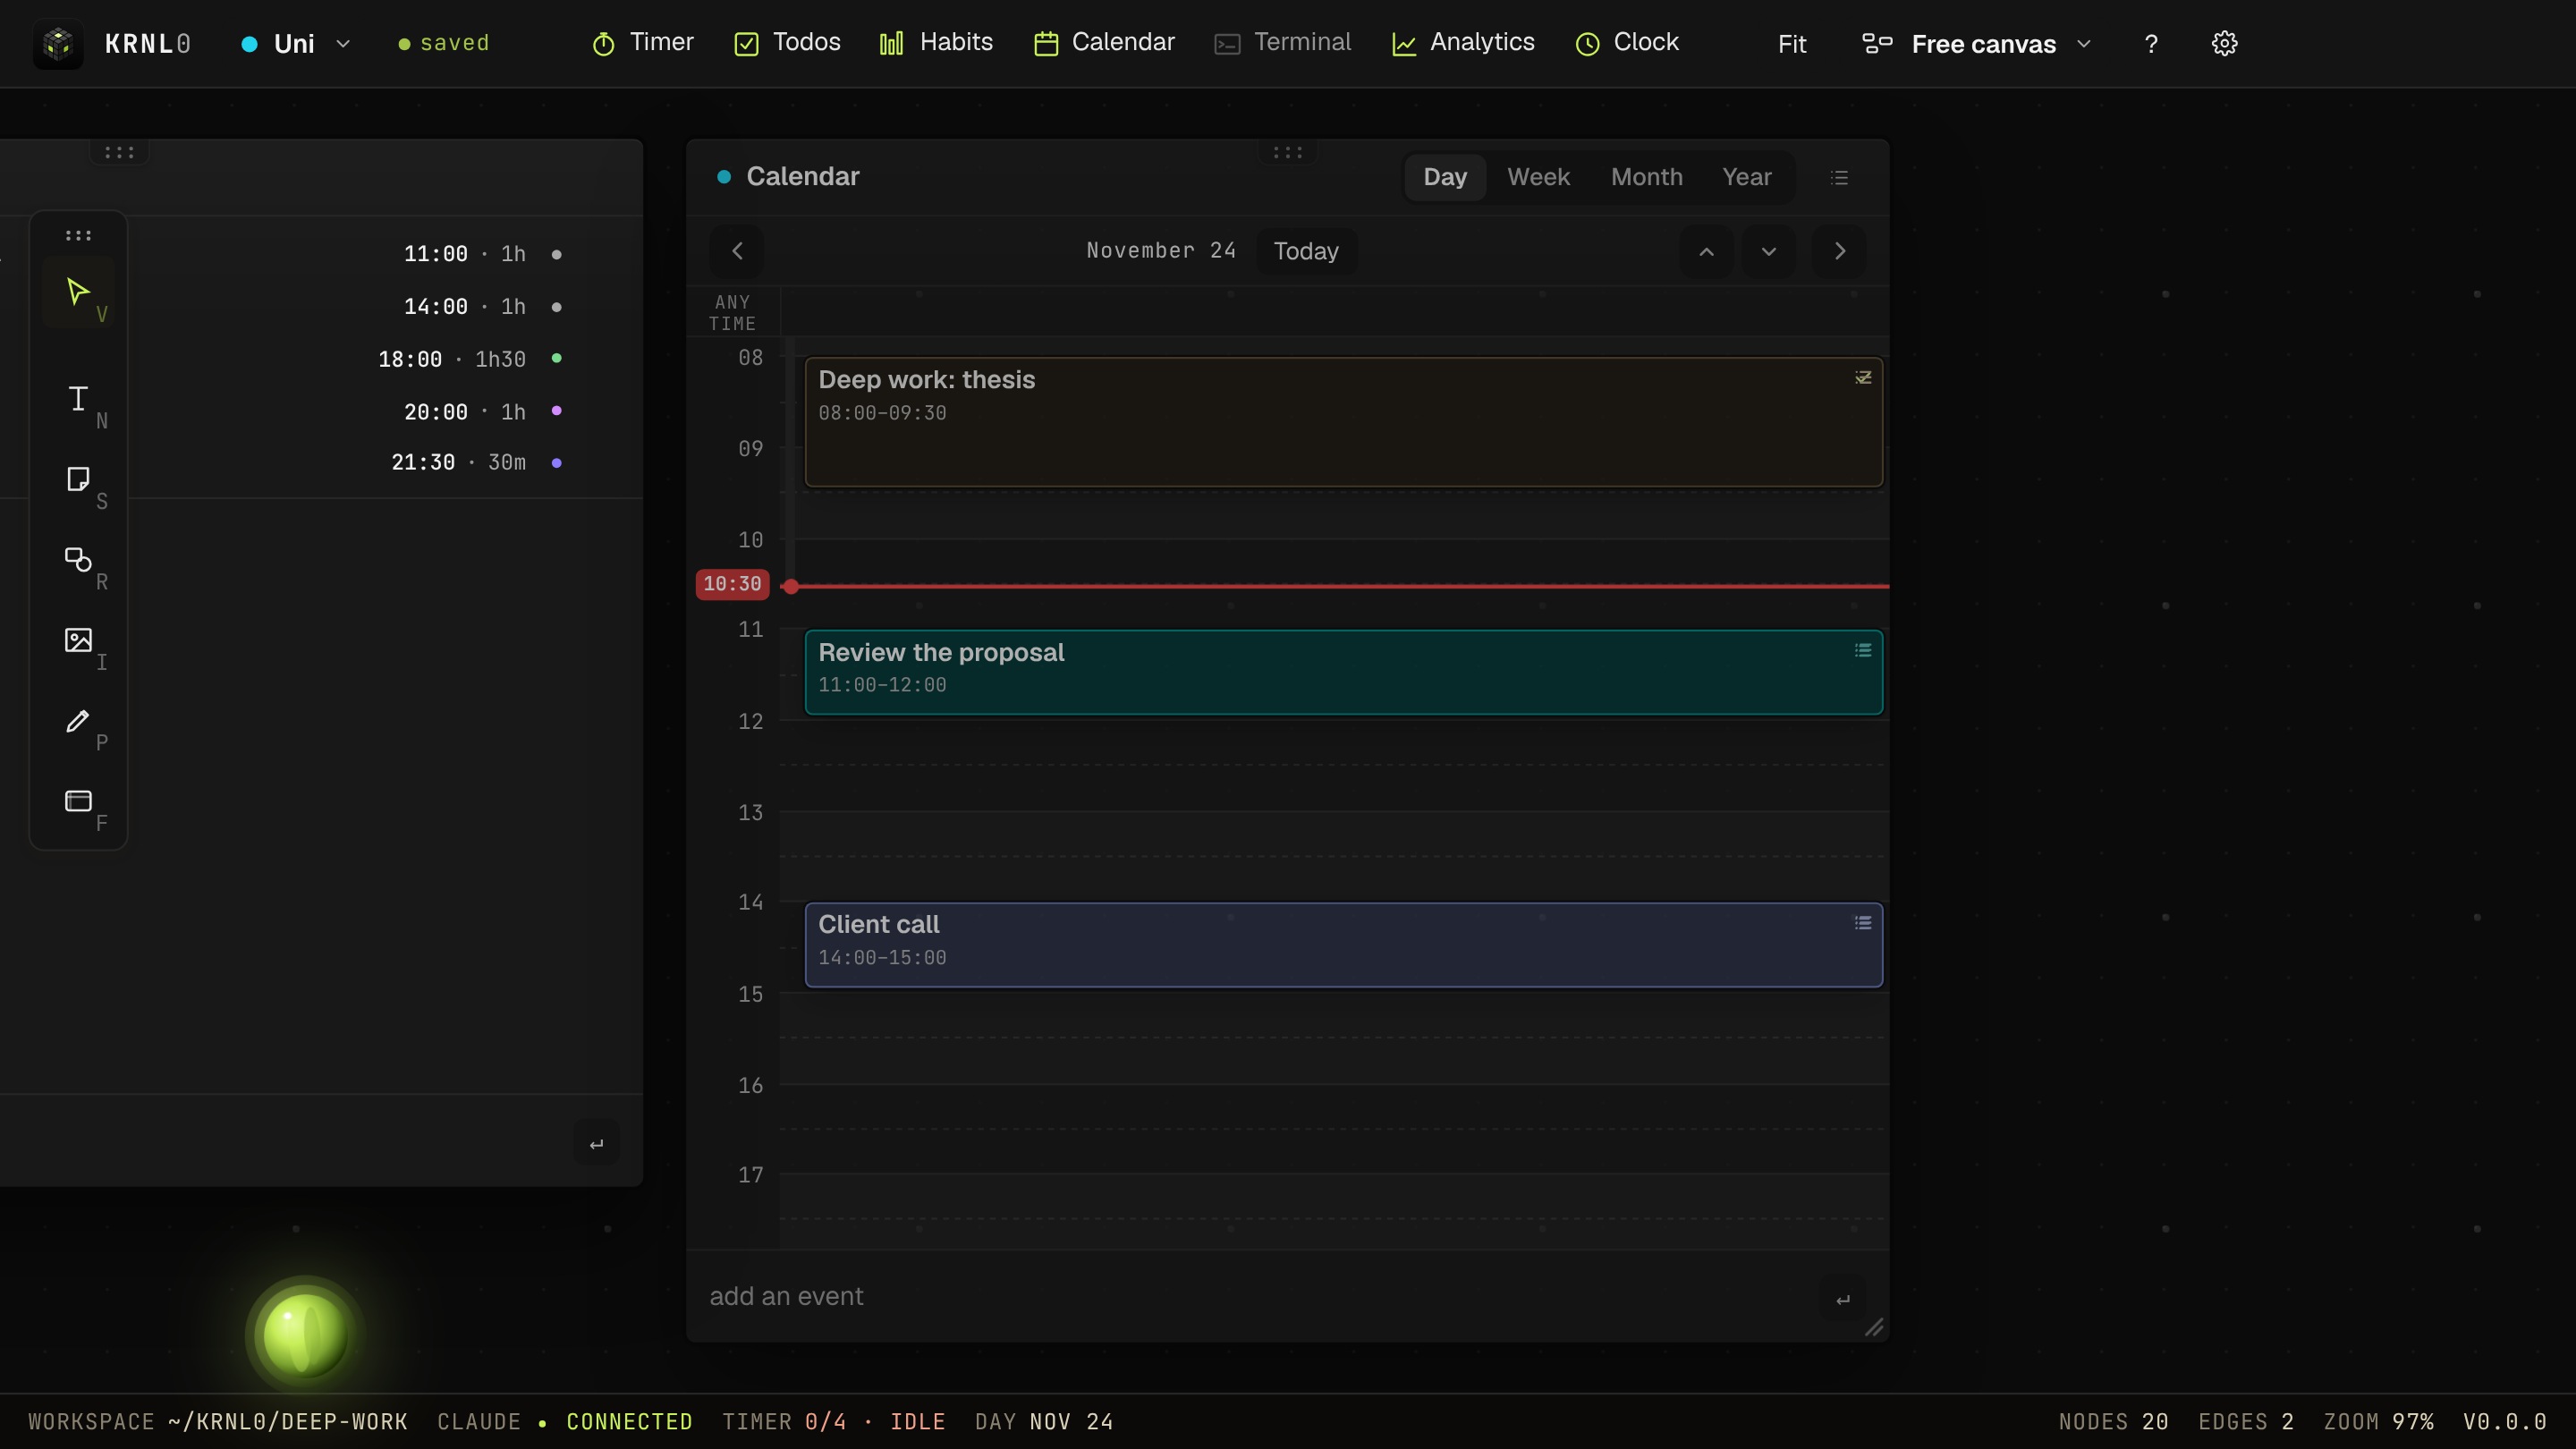 KRNL0 Uni saved Timer Todos Habits Calendar Terminal Analytics Clock Fit Free canvas ?
V
N
S
R
I
P
F
11:00 · 1h
14:00 · 1h
18:00 · 1h30
20:00 · 1h
21:30 · 30m
Calendar Day Week Month Year
November 24 Today
ANY
TIME
08
Deep work: thesis
08:00–09:30
09
10
10:30
11
Review the proposal
11:00–12:00
12
13
14
Client call
14:00–15:00
15
16
17
add an event
WORKSPACE ~/KRNL0/DEEP-WORK CLAUDE • CONNECTED TIMER 0/4 · IDLE DAY NOV 24 NODES 20 EDGES 2 ZOOM 97% V0.0.0